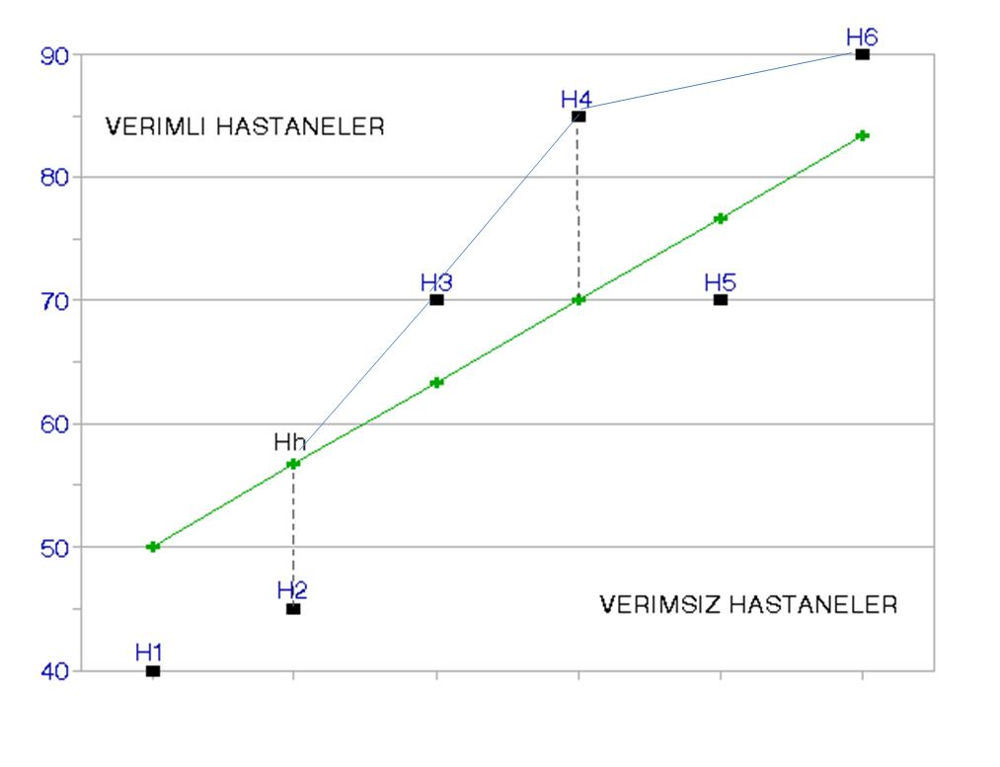 90
H6
H4
VERIMLI HASTANELER
80
H3
H5
70
60
Hh
50
H2
VERIMSIZ HASTANELER
H1
40